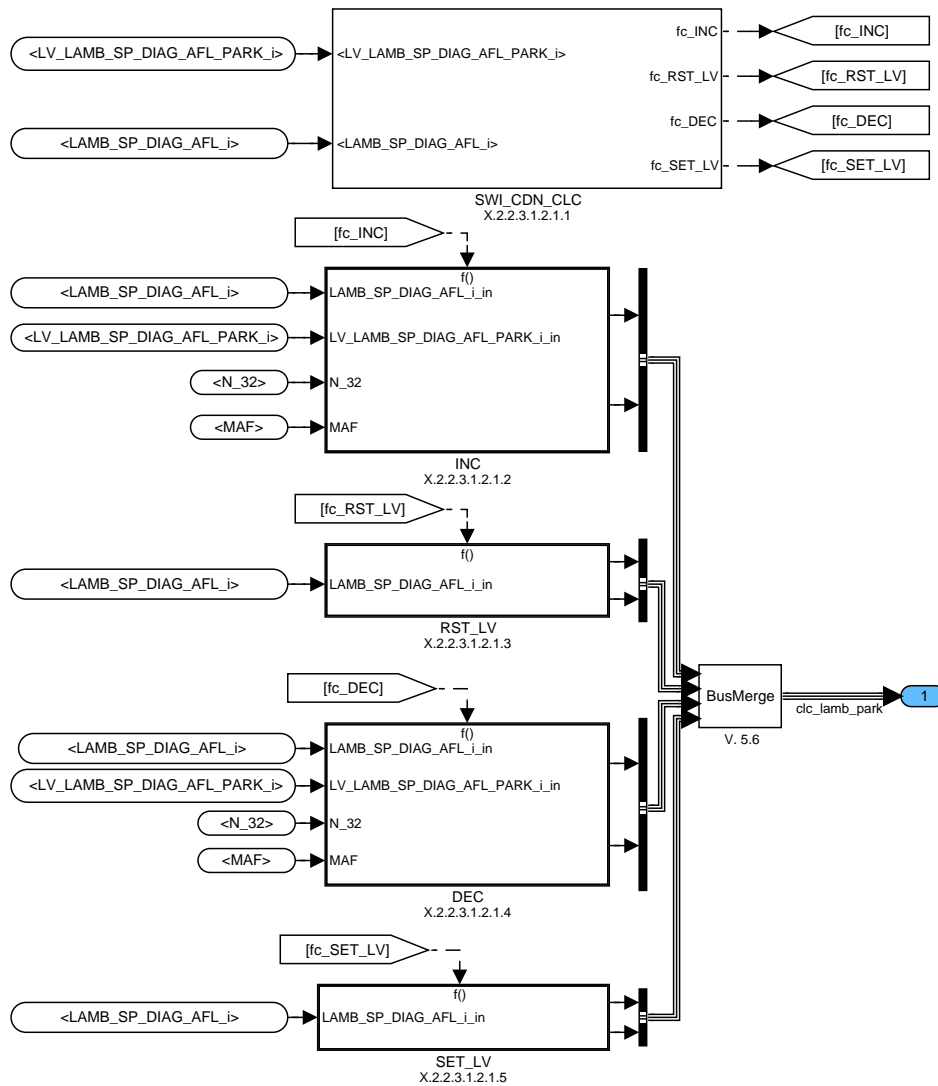 fc_INC
[fc_INC]
<LV_LAMB_SP_DIAG_AFL_PARK_i>
<LV_LAMB_SP_DIAG_AFL_PARK_i>
fc_RST_LV
[fc_RST_LV]
fc_DEC
[fc_DEC]
<LAMB_SP_DIAG_AFL_i>
<LAMB_SP_DIAG_AFL_i>
fc_SET_LV
[fc_SET_LV]
SWI_CDN_CLC
X.2.2.3.1.2.1.1
[fc_INC]
f()
<LAMB_SP_DIAG_AFL_i>
LAMB_SP_DIAG_AFL_i_in
<LV_LAMB_SP_DIAG_AFL_PARK_i>
LV_LAMB_SP_DIAG_AFL_PARK_i_in
<N_32>
N_32
<MAF>
MAF
INC
X.2.2.3.1.2.1.2
[fc_RST_LV]
f()
<LAMB_SP_DIAG_AFL_i>
LAMB_SP_DIAG_AFL_i_in
RST_LV
X.2.2.3.1.2.1.3
[fc_DEC]
f()
<LAMB_SP_DIAG_AFL_i>
LAMB_SP_DIAG_AFL_i_in
<LV_LAMB_SP_DIAG_AFL_PARK_i>
LV_LAMB_SP_DIAG_AFL_PARK_i_in
<N_32>
N_32
<MAF>
MAF
DEC
X.2.2.3.1.2.1.4
BusMerge
V. 5.6
clc_lamb_park
1
[fc_SET_LV]
f()
<LAMB_SP_DIAG_AFL_i>
LAMB_SP_DIAG_AFL_i_in
SET_LV
X.2.2.3.1.2.1.5